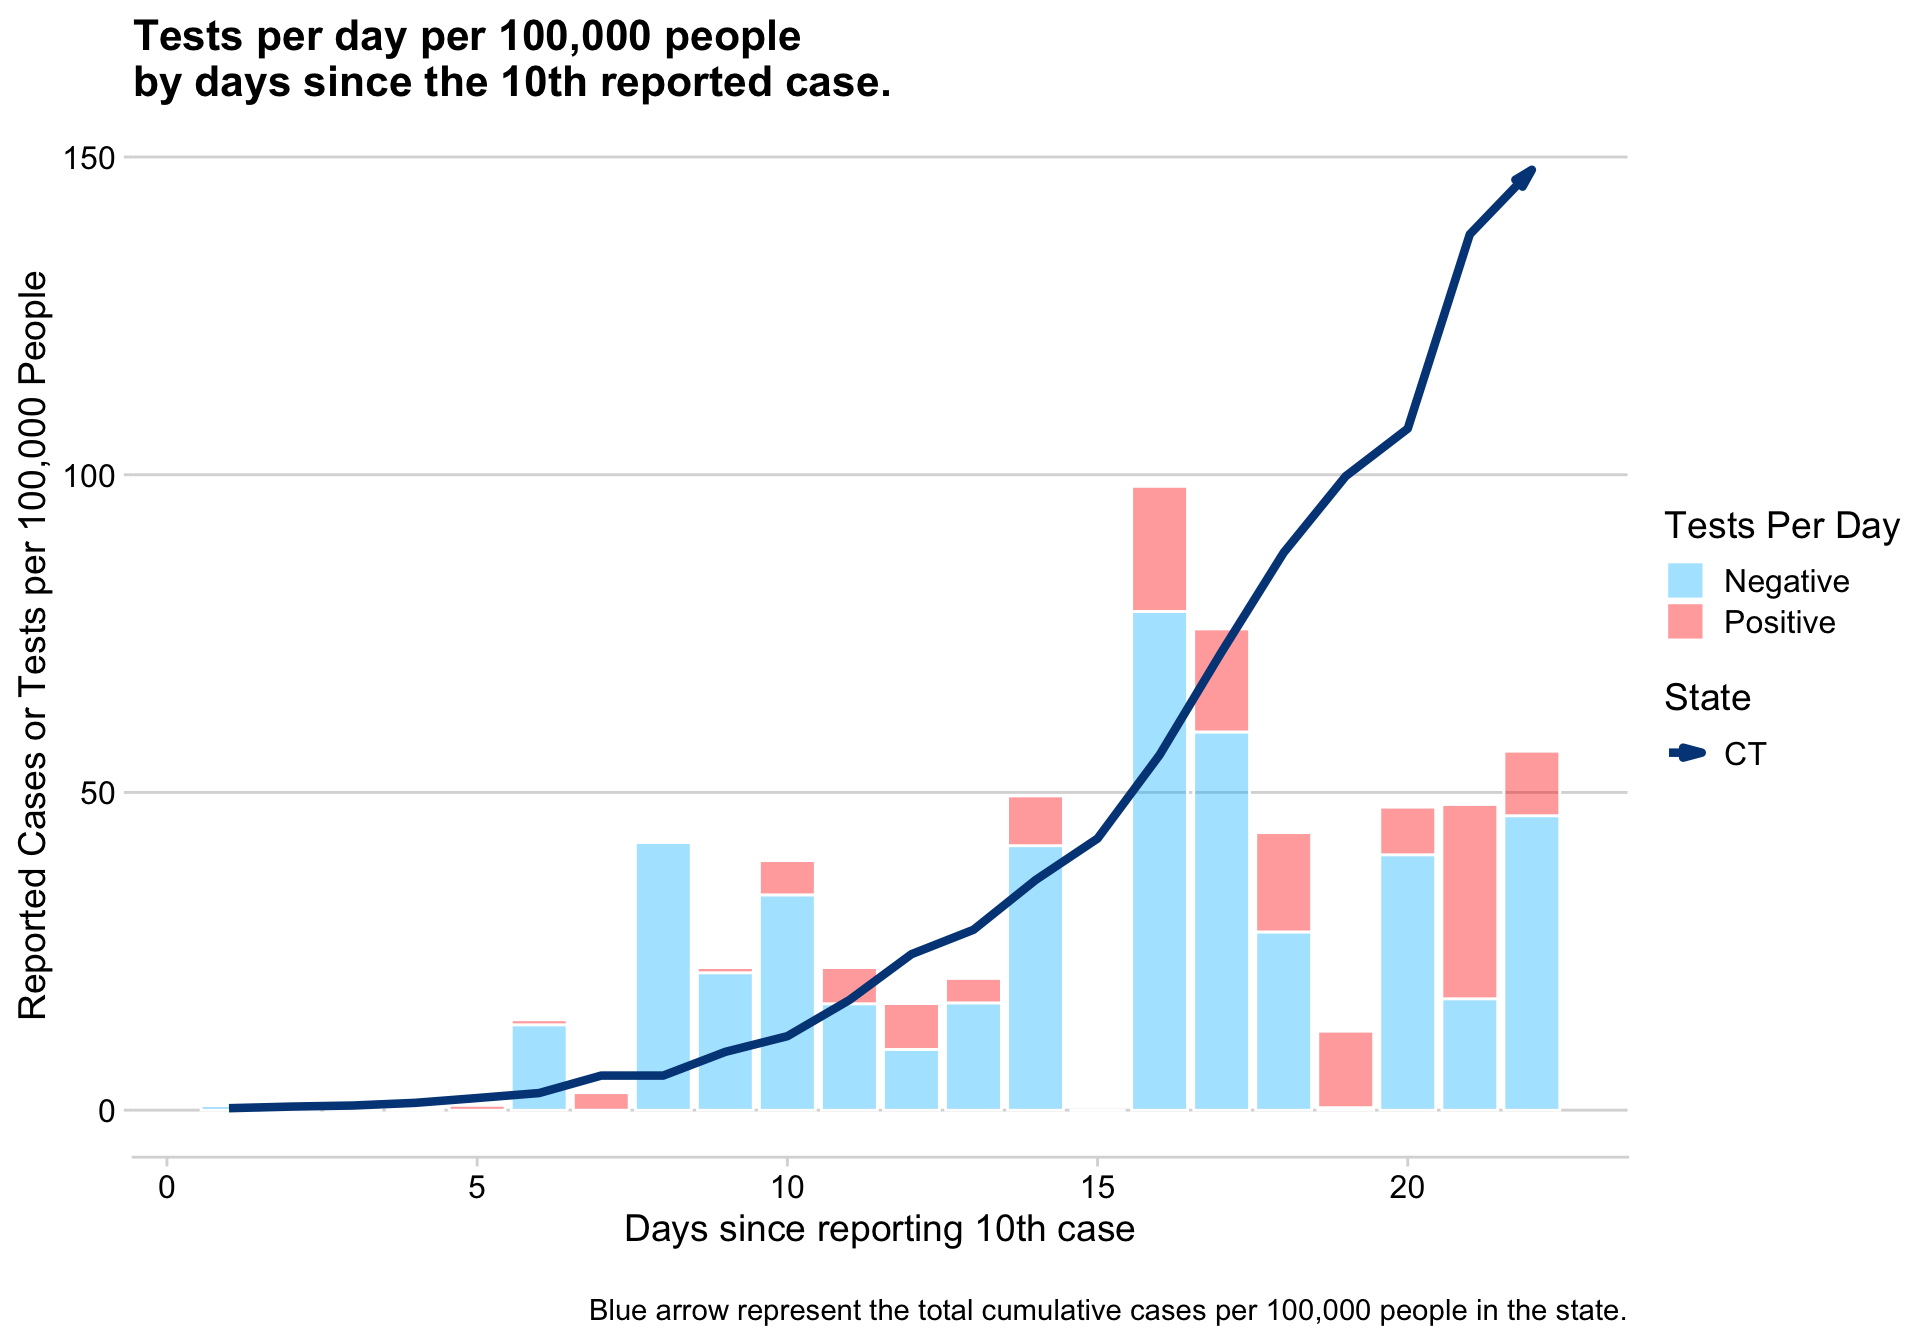 Tests per day per 100,000 people
by days since the 10th reported case.
Reported Cases or Tests per 100,000 People
150
100
50
0
0 5 10 15 20
Days since reporting 10th case
Tests Per Day
Negative
Positive
State
CT
Blue arrow represent the total cumulative cases per 100,000 people in the state.